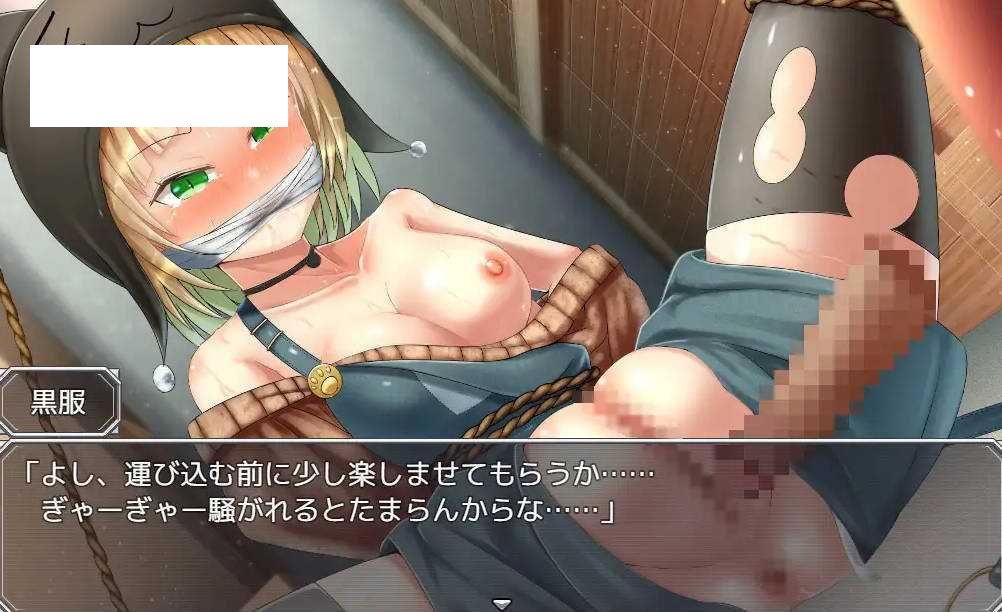 黒服
「よし、運び込む前に少し楽しませてもらうか……
ぎゃーぎゃー騒がれるとたまらんからな……」